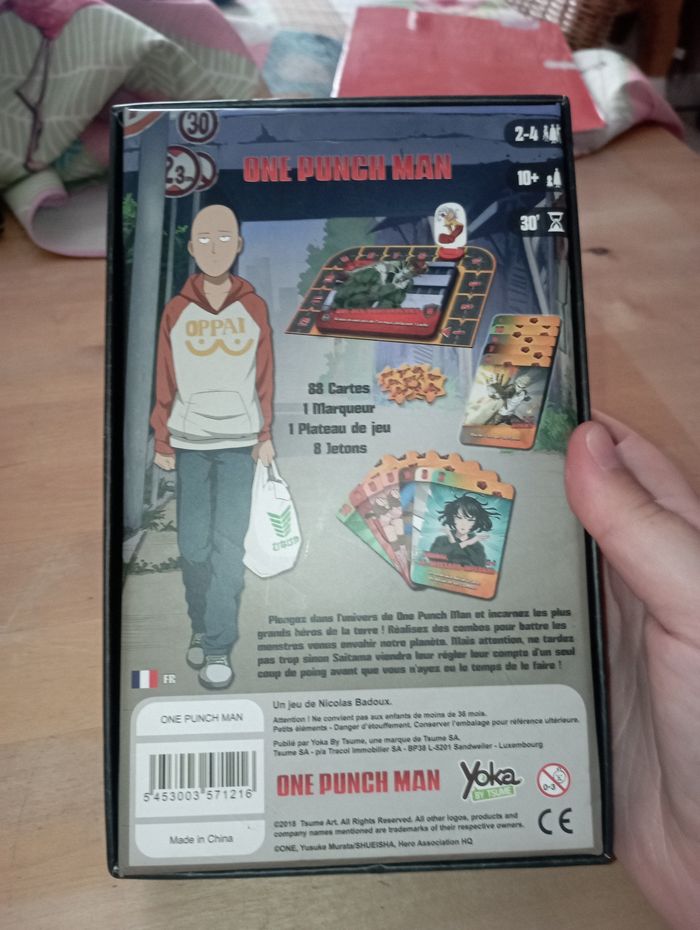 30
2-4
ONE PUNCH MAN
10+
30'
OPPAI
83 Cartes
1 Marqueur
1 Plateau de jeu
8 Jetons
Plongez dans l'univers de One Punch Man et incarnez les plus
grands héros de la terre ! Réalisez des combos pour battre les
monstres venus envahir notre planète. Mais attention, ne tardez
pas trop sinon Saitama viendra leur régler leur compte d'un seul
coup de poing avant que vous n'ayez eu le temps de le faire !
FR
ONE PUNCH MAN
5 453003 571216
Made in China
Un jeu de Nicolas Badoux.
Attention ! Ne convient pas aux enfants de moins de 36 mois.
Petits éléments - Danger d'étouffement. Conserver l'embalage pour référence ultérieure.
Publié par Yoka By Tsume, une marque de Tsume SA.
Tsume SA - p/a Tracol Immobilier SA - BP38 L-5201 Sandweiler - Luxembourg
ONE PUNCH MAN
Yoka
BY TSUME
0-3
©2018 Tsume Art. All Rights Reserved. All other logos, products and
company names mentioned are trademarks of their respective owners.
CE
©ONE, Yusuke Murata/SHUEISHA, Hero Association HQ